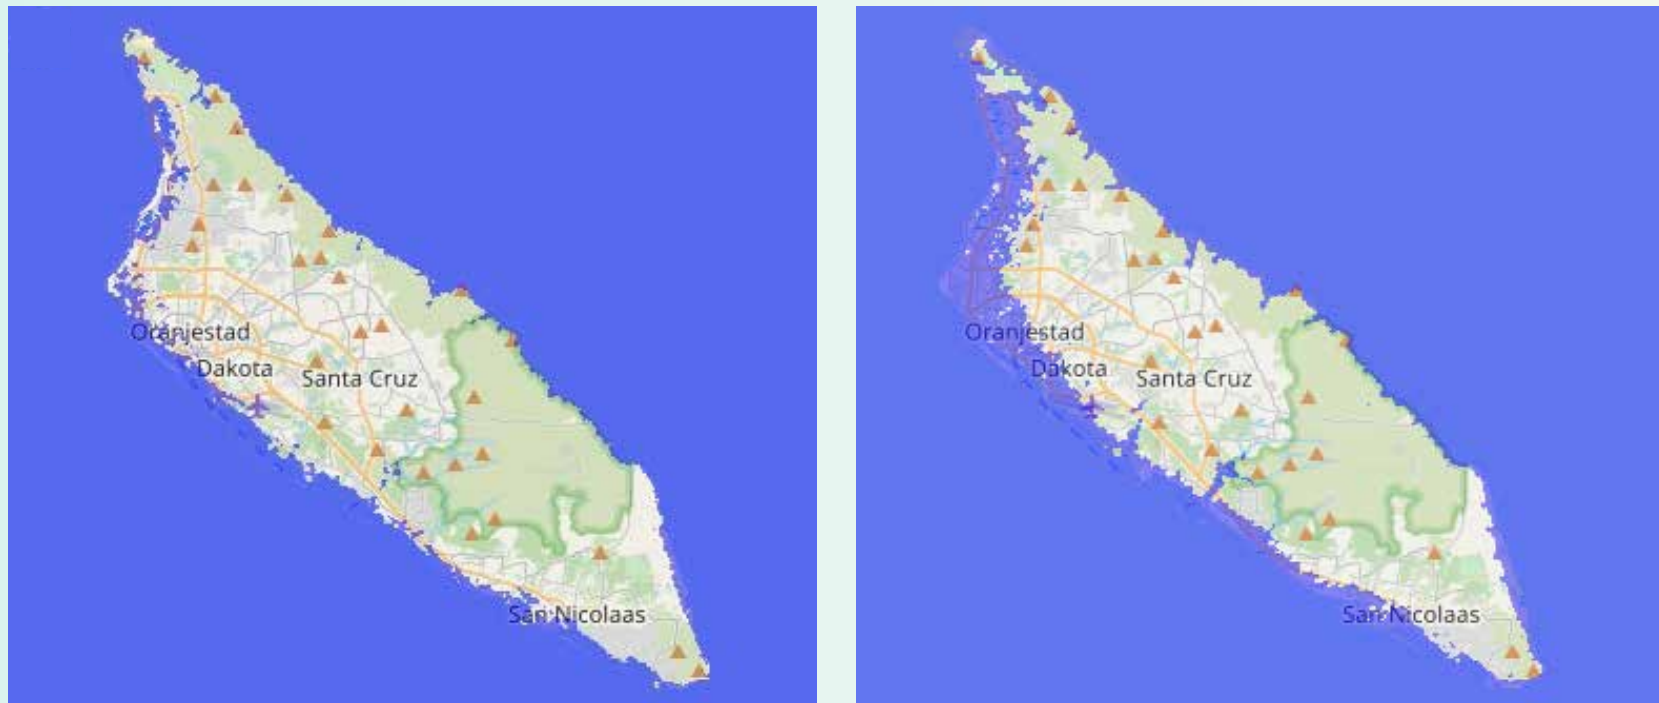 Oranjestad
Dakota
Santa Cruz
San Nicolaas
Oranjestad
Dakota
Santa Cruz
San Nicolaas